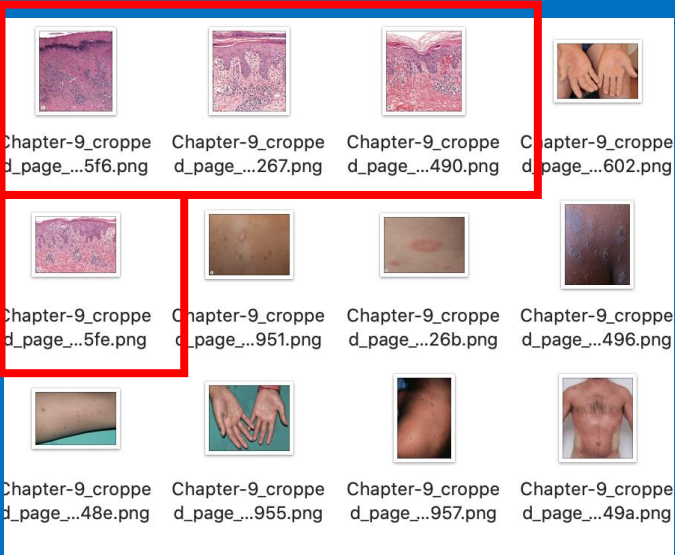 Chapter-9_croppe
d_page_...5f6.png
Chapter-9_croppe
d_page_...267.png
Chapter-9_croppe
d_page_...490.png
Chapter-9_croppe
d_page_...602.png
Chapter-9_croppe
d_page_...5fe.png
Chapter-9_croppe
d_page_...951.png
Chapter-9_croppe
d_page_...26b.png
Chapter-9_croppe
d_page_...496.png
Chapter-9_croppe
d_page_...48e.png
Chapter-9_croppe
d_page_...955.png
Chapter-9_croppe
d_page_...957.png
Chapter-9_croppe
d_page_...49a.png